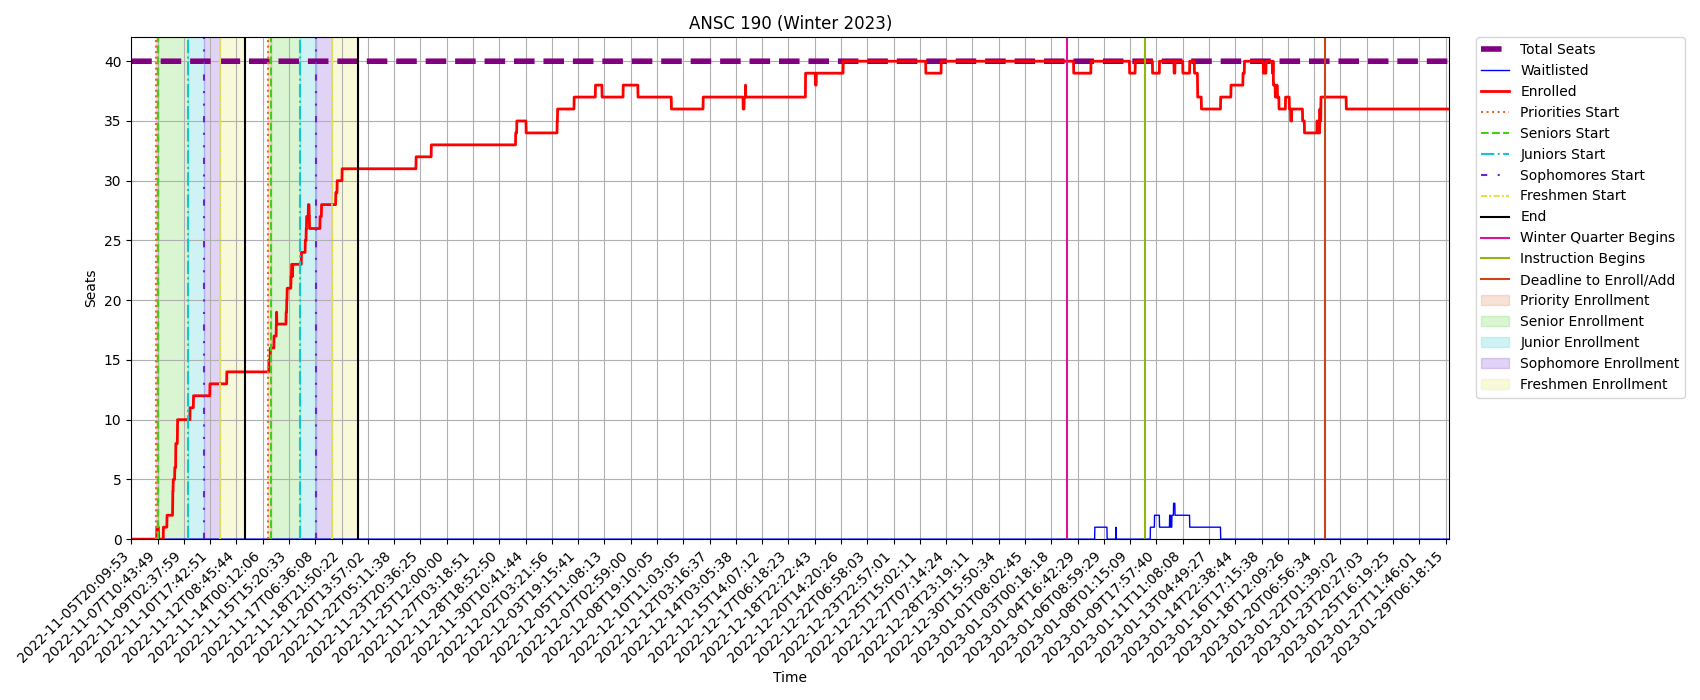 ANSC 190 (Winter 2023)
Total Seats
Waitlisted
Enrolled
Priorities Start
Seniors Start
Juniors Start
Sophomores Start
Freshmen Start
End
Winter Quarter Begins
Instruction Begins
Deadline to Enroll/Add
Priority Enrollment
Senior Enrollment
Junior Enrollment
Sophomore Enrollment
Freshmen Enrollment
Seats
40
35
30
25
20
15
10
5
0
2022-11-05T20:09:53
2022-11-07T10:43:49
2022-11-09T02:37:59
2022-11-10T17:42:51
2022-11-12T08:45:44
2022-11-14T00:12:06
2022-11-15T15:20:33
2022-11-17T06:36:08
2022-11-18T21:50:22
2022-11-20T13:57:02
2022-11-22T05:11:38
2022-11-23T20:36:25
2022-11-25T12:00:00
2022-11-27T03:18:51
2022-11-28T18:52:50
2022-11-30T10:41:44
2022-12-02T03:21:56
2022-12-03T19:15:41
2022-12-05T11:08:13
2022-12-07T02:59:00
2022-12-08T19:10:05
2022-12-10T11:03:05
2022-12-12T03:16:37
2022-12-14T03:05:38
2022-12-15T14:07:12
2022-12-17T06:18:23
2022-12-18T22:22:43
2022-12-20T14:20:26
2022-12-22T06:58:03
2022-12-23T22:57:01
2022-12-25T15:02:11
2022-12-27T07:14:24
2022-12-28T23:19:11
2022-12-30T15:50:34
2023-01-01T08:02:45
2023-01-03T00:18:18
2023-01-04T16:42:29
2023-01-06T08:59:29
2023-01-08T01:15:09
2023-01-09T17:57:40
2023-01-11T11:08:08
2023-01-13T04:49:27
2023-01-14T22:38:44
2023-01-16T17:15:38
2023-01-18T12:09:26
2023-01-20T06:56:34
2023-01-22T01:39:02
2023-01-23T20:27:03
2023-01-25T16:19:25
2023-01-27T11:46:01
2023-01-29T06:18:15
Time